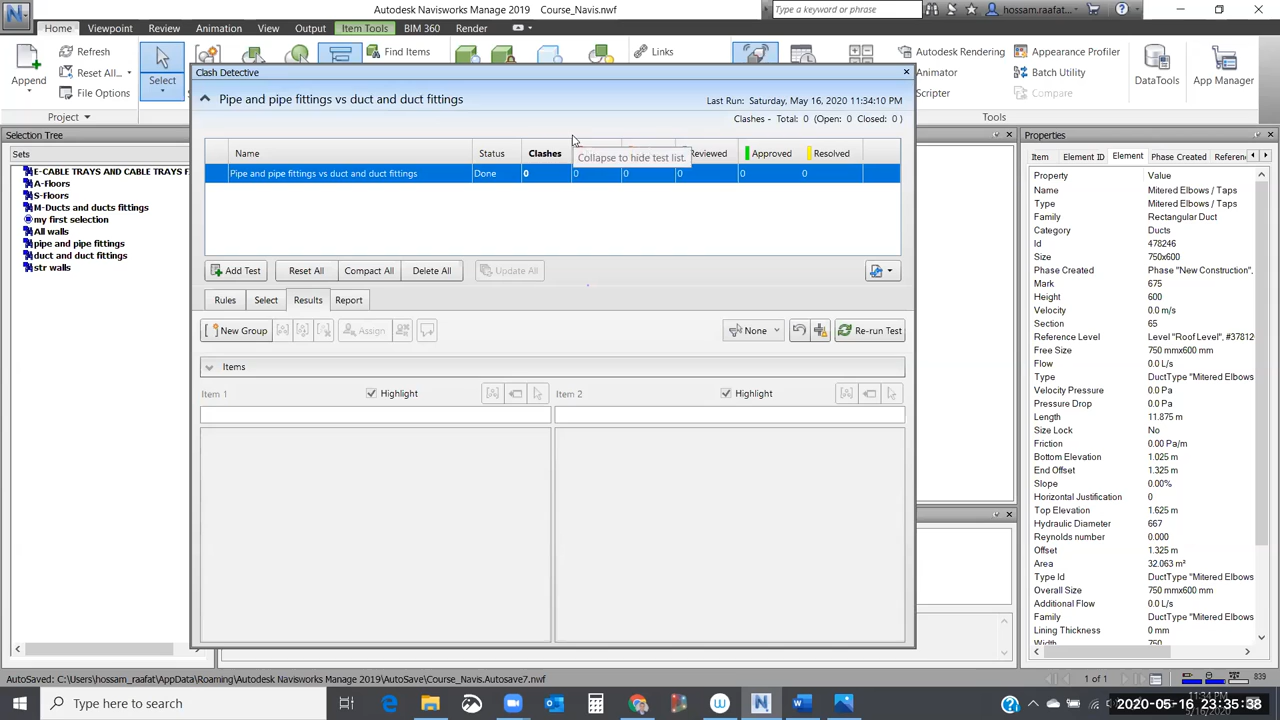 Autodesk Navisworks Manage 2019 Course_Navis.nwf
Type a keyword or phrase
hossam.raafat...
Home Viewpoint Review Animation View Output Item Tools BIM 360 Render
Append
Refresh
Reset All...
File Options
Select
Find Items
Links
Autodesk Rendering
Animator
Scripter
Appearance Profiler
Batch Utility
Compare
DataTools
App Manager
Project
Tools
Selection Tree
Sets
E-CABLE TRAYS AND CABLE TRAYS F
A-Floors
S-Floors
M-Ducts and ducts fittings
my first selection
All walls
pipe and pipe fittings
duct and duct fittings
str walls
Clash Detective
Pipe and pipe fittings vs duct and duct fittings
Last Run: Saturday, May 16, 2020 11:34:10 PM
Clashes - Total: 0 (Open: 0 Closed: 0 )
Name Status Clashes Reviewed Approved Resolved
Collapse to hide test list.
Pipe and pipe fittings vs duct and duct fittings Done 0 0 0 0 0 0
Add Test Reset All Compact All Delete All Update All
Rules Select Results Report
New Group Assign None Re-run Test
Items
Item 1 Highlight Item 2 Highlight
Properties
Item Element ID Element Phase Created Referenc
Property Value
Name Mitered Elbows / Taps
Type Mitered Elbows / Taps
Family Rectangular Duct
Category Ducts
Id 478246
Size 750x600
Phase Created Phase "New Construction",
Mark 675
Height 600
Velocity 0.0 m/s
Section 65
Reference Level Level "Roof Level", #37812
Free Size 750 mmx600 mm
Flow 0.0 L/s
Type DuctType "Mitered Elbows
Velocity Pressure 0.00 Pa
Pressure Drop 0.00 Pa
Length 11.875 m
Size Lock No
Friction 0.00 Pa/m
Bottom Elevation 1.025 m
End Offset 1.325 m
Slope 0.00%
Horizontal Justification 0
Top Elevation 1.625 m
Hydraulic Diameter 667
Reynolds number 0.000
Offset 1.325 m
Area 32.063 m²
Type Id DuctType "Mitered Elbows
Overall Size 750 mmx600 mm
Additional Flow 0.0 L/s
Family DuctType "Mitered Elbows
Lining Thickness 0 mm
Width 750
AutoSaved: C:\Users\hossam_raafat\AppData\Roaming\Autodesk Navisworks Manage 2019\AutoSave\Course_Navis.Autosave7.nwf
1 of 1
839
Type here to search
11:34 PM
2020-05-16 23:35:38